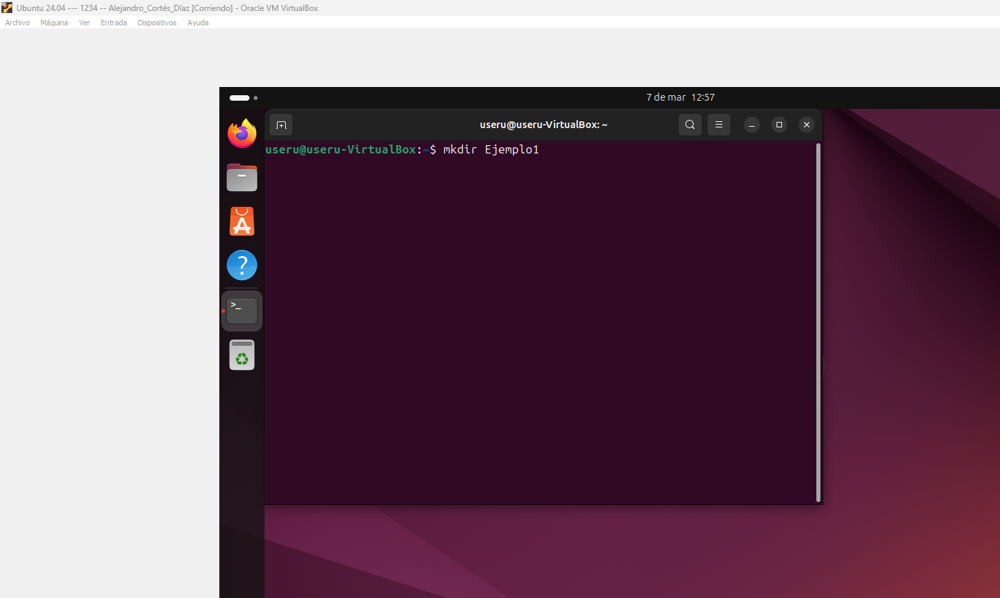 Ubuntu 24.04 --- 1234 -- Alejandro_Cortés_Díaz [Corriendo] - Oracle VM VirtualBox
Archivo Máquina Ver Entrada Dispositivos Ayuda
7 de mar 12:57
useru@useru-VirtualBox: ~
useru@useru-VirtualBox:~$ mkdir Ejemplo1
A
?
>_